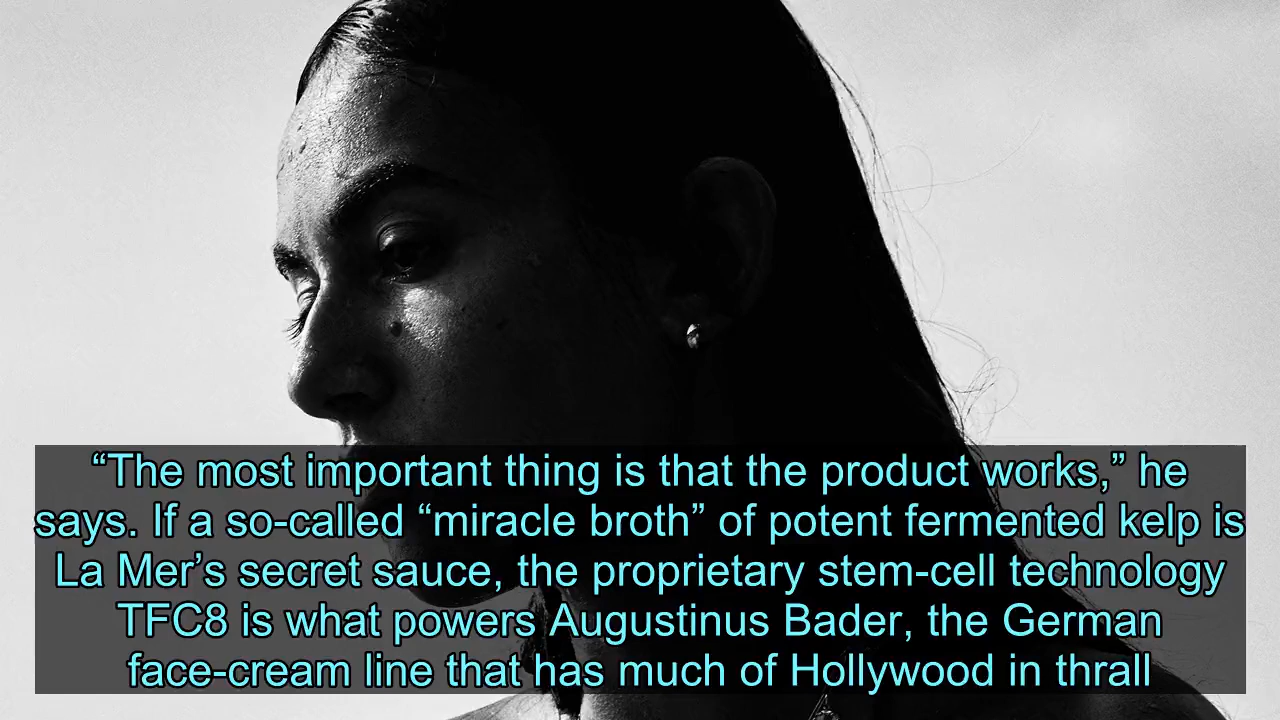 “The most important thing is that the product works,” he
says. If a so-called “miracle broth” of potent fermented kelp is
La Mer’s secret sauce, the proprietary stem-cell technology
TFC8 is what powers Augustinus Bader, the German
face-cream line that has much of Hollywood in thrall